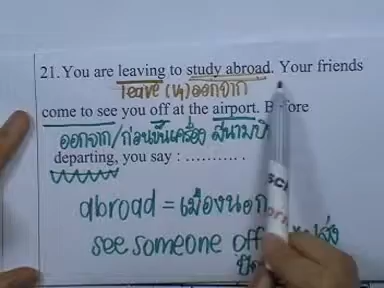 21. You are leaving to study abroad. Your friends
leave (V.) ออกจาก
come to see you off at the airport. Before
ออกจาก/ก่อนขึ้นเครื่อง สนามบิ
departing, you say : ..........
abroad = เมืองนอก
see someone off